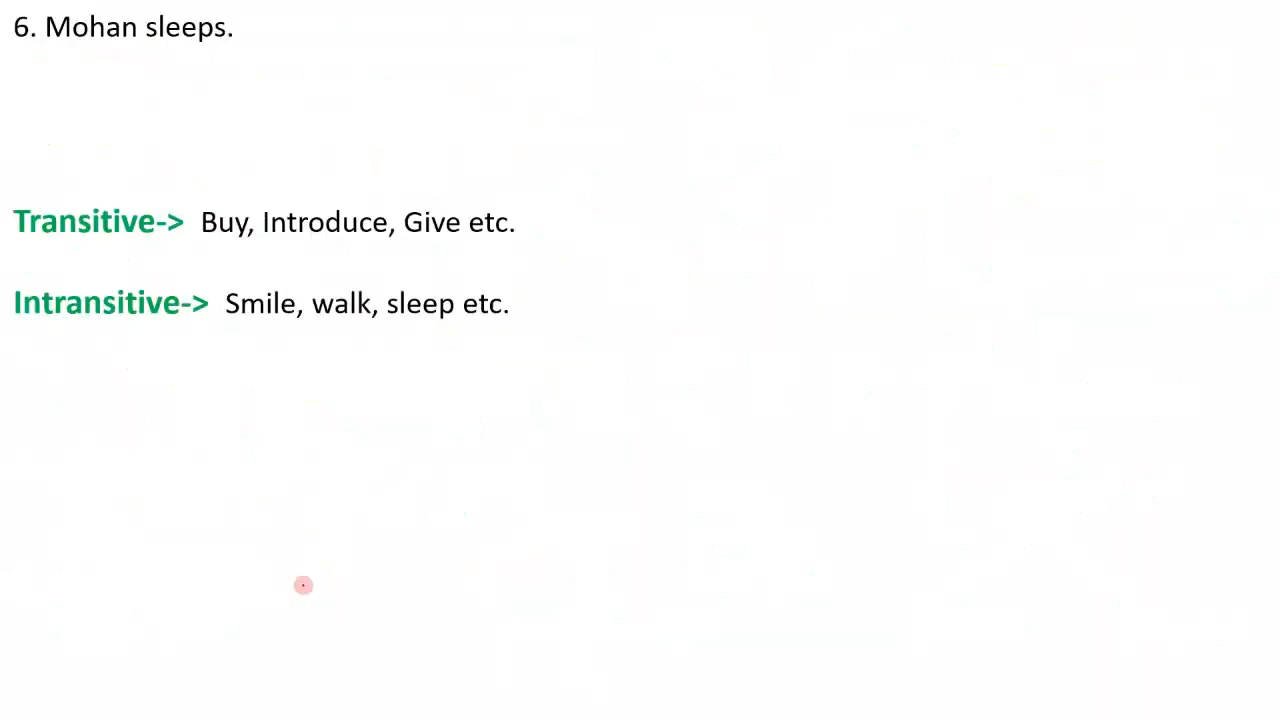 6. Mohan sleeps.
Transitive-> Buy, Introduce, Give etc.
Intransitive-> Smile, walk, sleep etc.